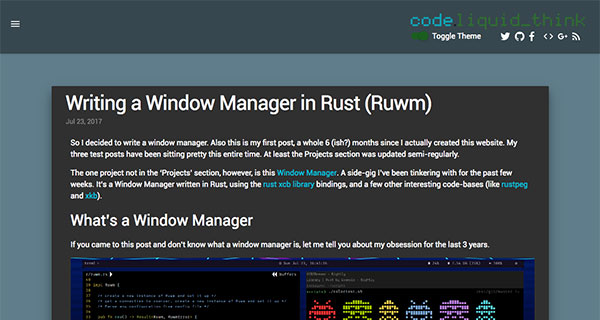 code.liquid_think
Toggle Theme
Writing a Window Manager in Rust (Ruwm)
Jul 23, 2017
So I decided to write a window manager. Also this is my first post, a whole 6 (ish?) months since I actually created this website. My
three test posts have been sitting pretty this entire time. At least the Projects section was updated semi-regularly.
The one project not in the 'Projects' section, however, is this Window Manager. A side-gig I've been tinkering with for the past few
weeks. It's a Window Manager written in Rust, using the rust xcb library bindings, and a few other interesting code-bases (like rustpeg
and xkb).
What's a Window Manager
If you came to this post and don't know what a window manager is, let me tell you about my obsession for the last 3 years.
buffers